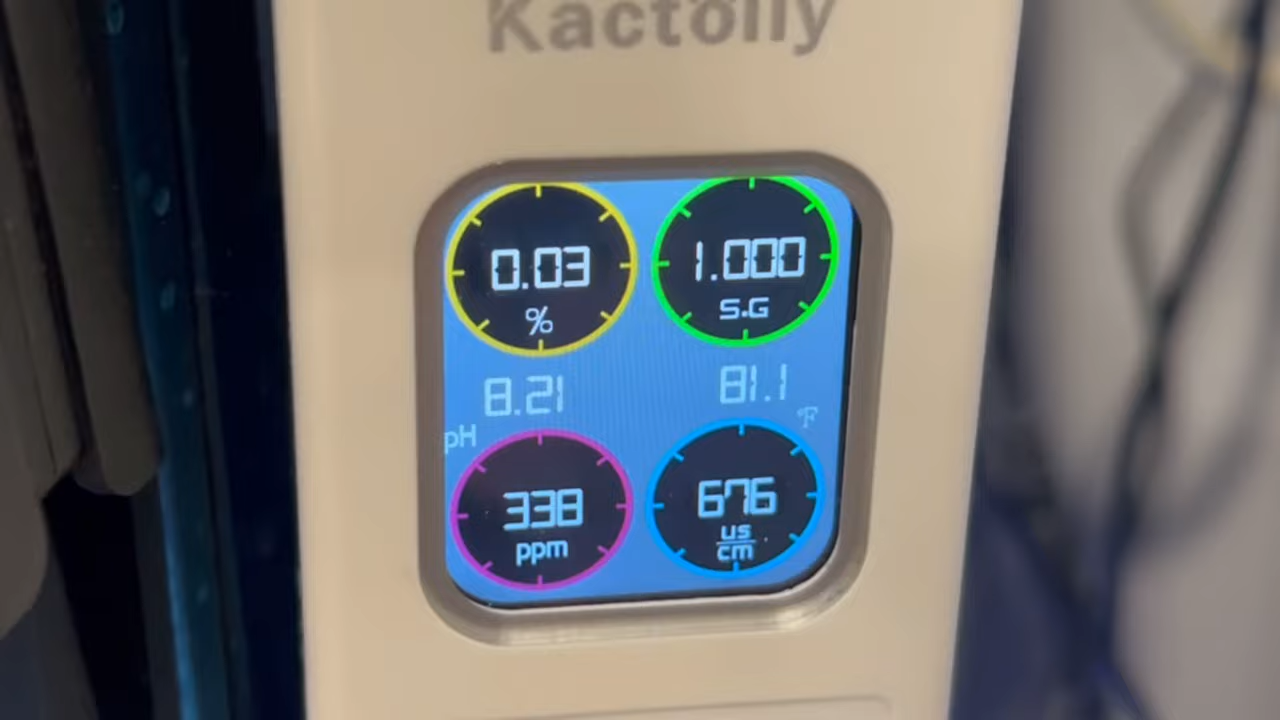 Kactoily
0.03 1.000
% S.G
8.21 81.1
pH °F
338 676
ppm us
cm